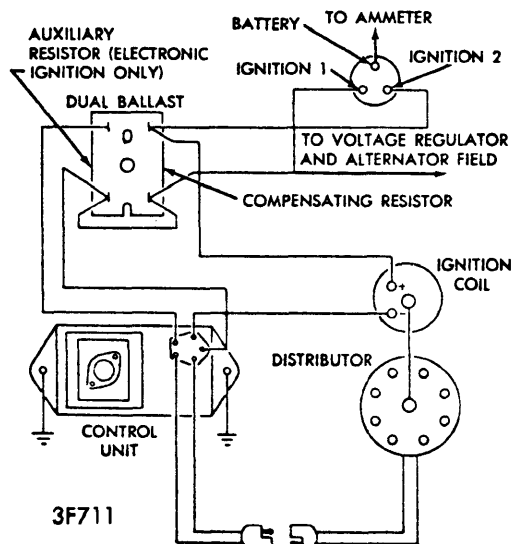 AUXILIARY
RESISTOR (ELECTRONIC
IGNITION ONLY)
DUAL BALLAST
TO AMMETER
BATTERY
IGNITION 1
IGNITION 2
TO VOLTAGE REGULATOR
AND ALTERNATOR FIELD
COMPENSATING RESISTOR
IGNITION
COIL
+
-
DISTRIBUTOR
CONTROL
UNIT
3F711